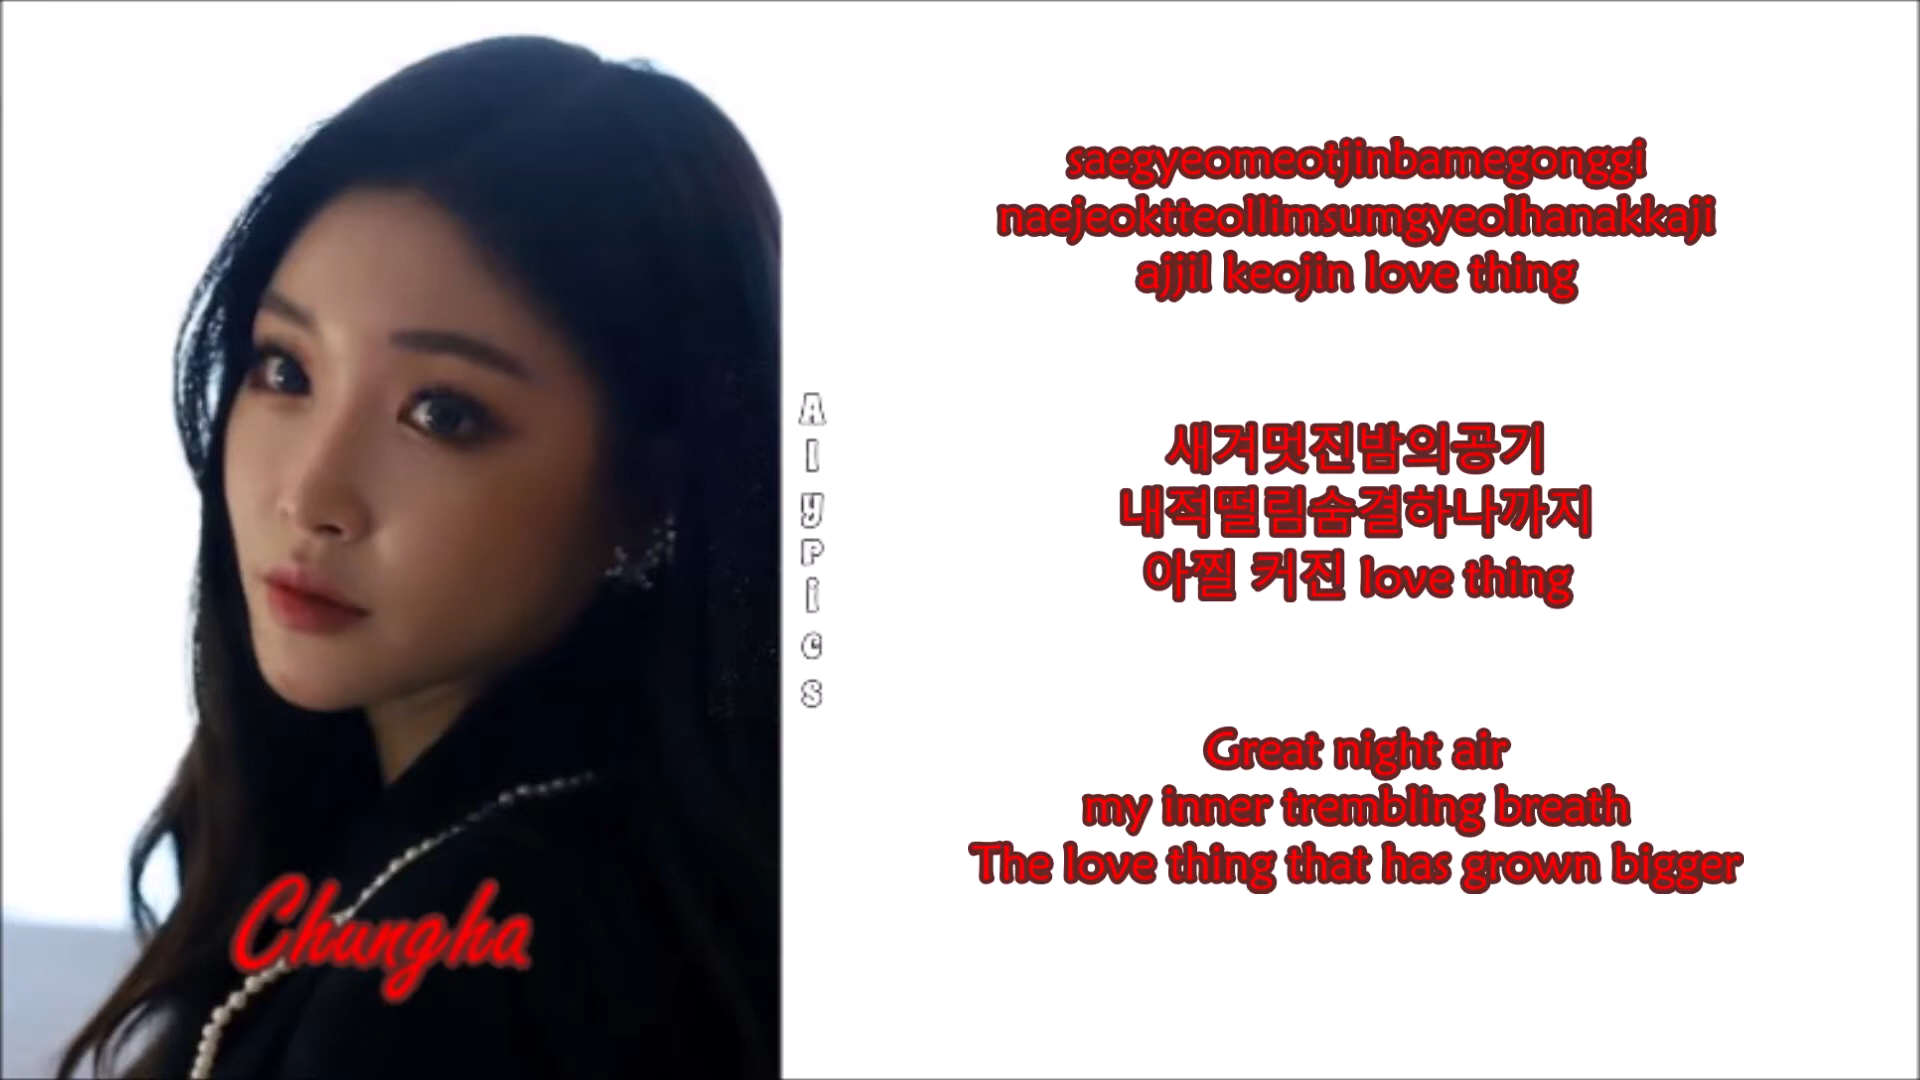 saegyeomeotjinbamegonggi
naejeoktteollimsumgyeolhanakkaji
ajjil keojin love thing
새겨멋진밤의공기
내적떨림숨결하나까지
아찔 커진 love thing
Great night air
my inner trembling breath
The love thing that has grown bigger
Chungha
AlyPics